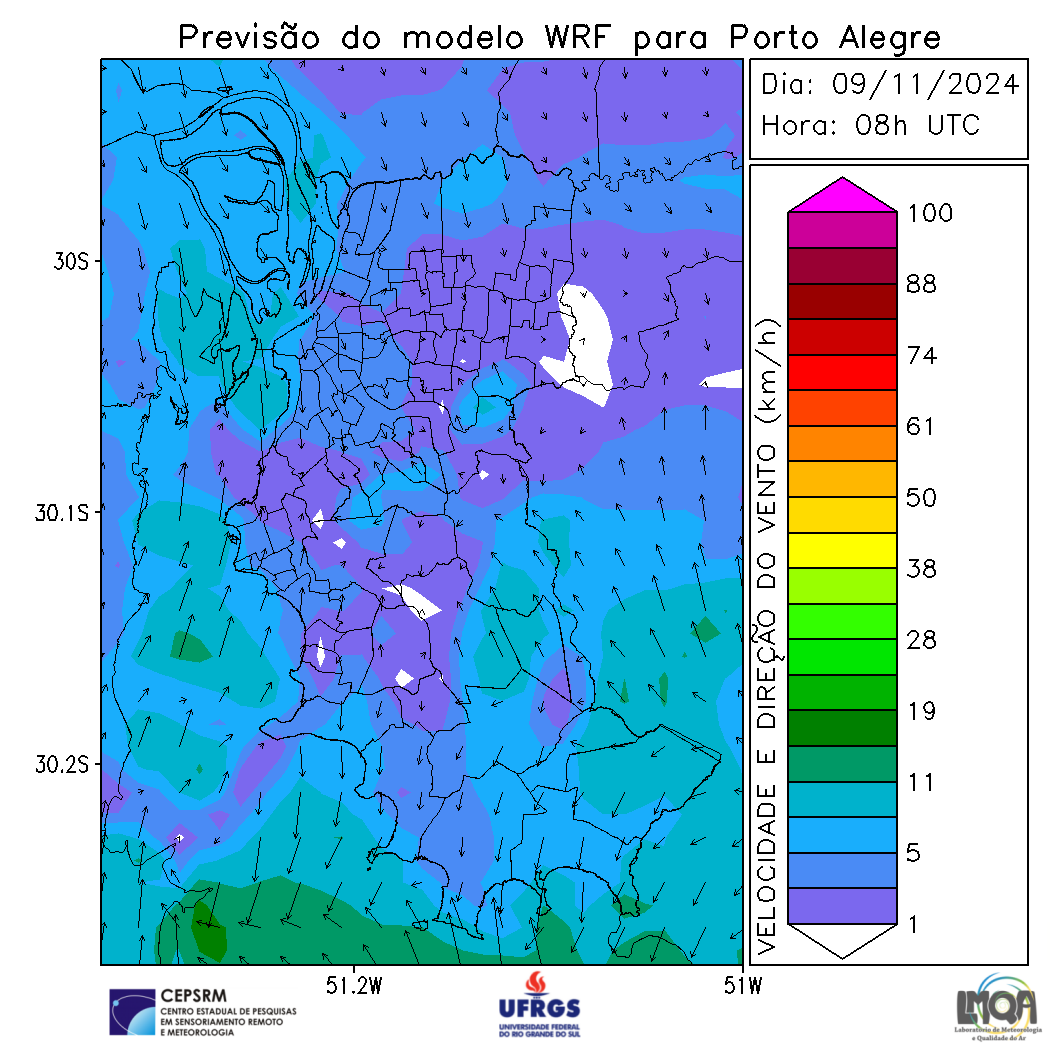 Previsão do modelo WRF para Porto Alegre
Dia: 09/11/2024
Hora: 08h UTC
30S
30.1S
30.2S
51.2W
51W
VELOCIDADE E DIREÇÃO DO VENTO (km/h)
100
88
74
61
50
38
28
19
11
5
1
CEPSRM
CENTRO ESTADUAL DE PESQUISAS
EM SENSORIAMENTO REMOTO
E METEOROLOGIA
UFRGS
UNIVERSIDADE FEDERAL
DO RIO GRANDE DO SUL
LMQA
Laboratório de Meteorologia
e Qualidade do Ar